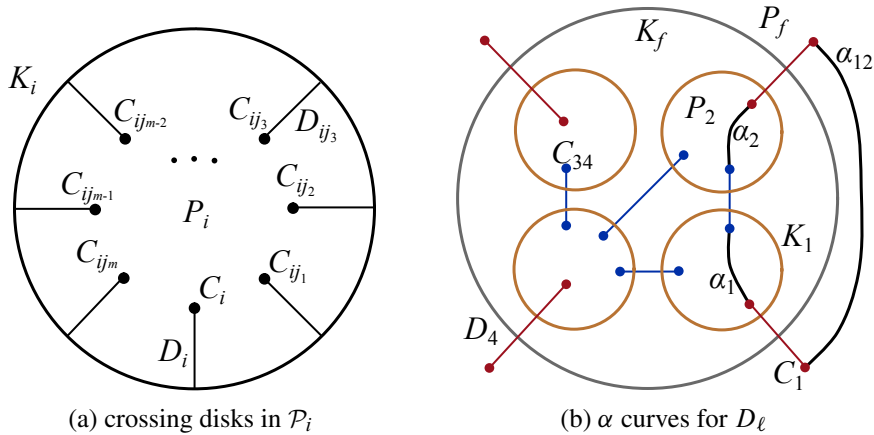 K_i
C_{ij_{m-2}}
C_{ij_3}
D_{ij_3}
. . .
C_{ij_{m-1}}
P_i
C_{ij_2}
C_{ij_m}
C_i
C_{ij_1}
D_i
(a) crossing disks in 𝒫_i
K_f
P_f
α_{12}
P_2
α_2
C_{34}
K_1
α_1
D_4
C_1
(b) α curves for D_ℓ